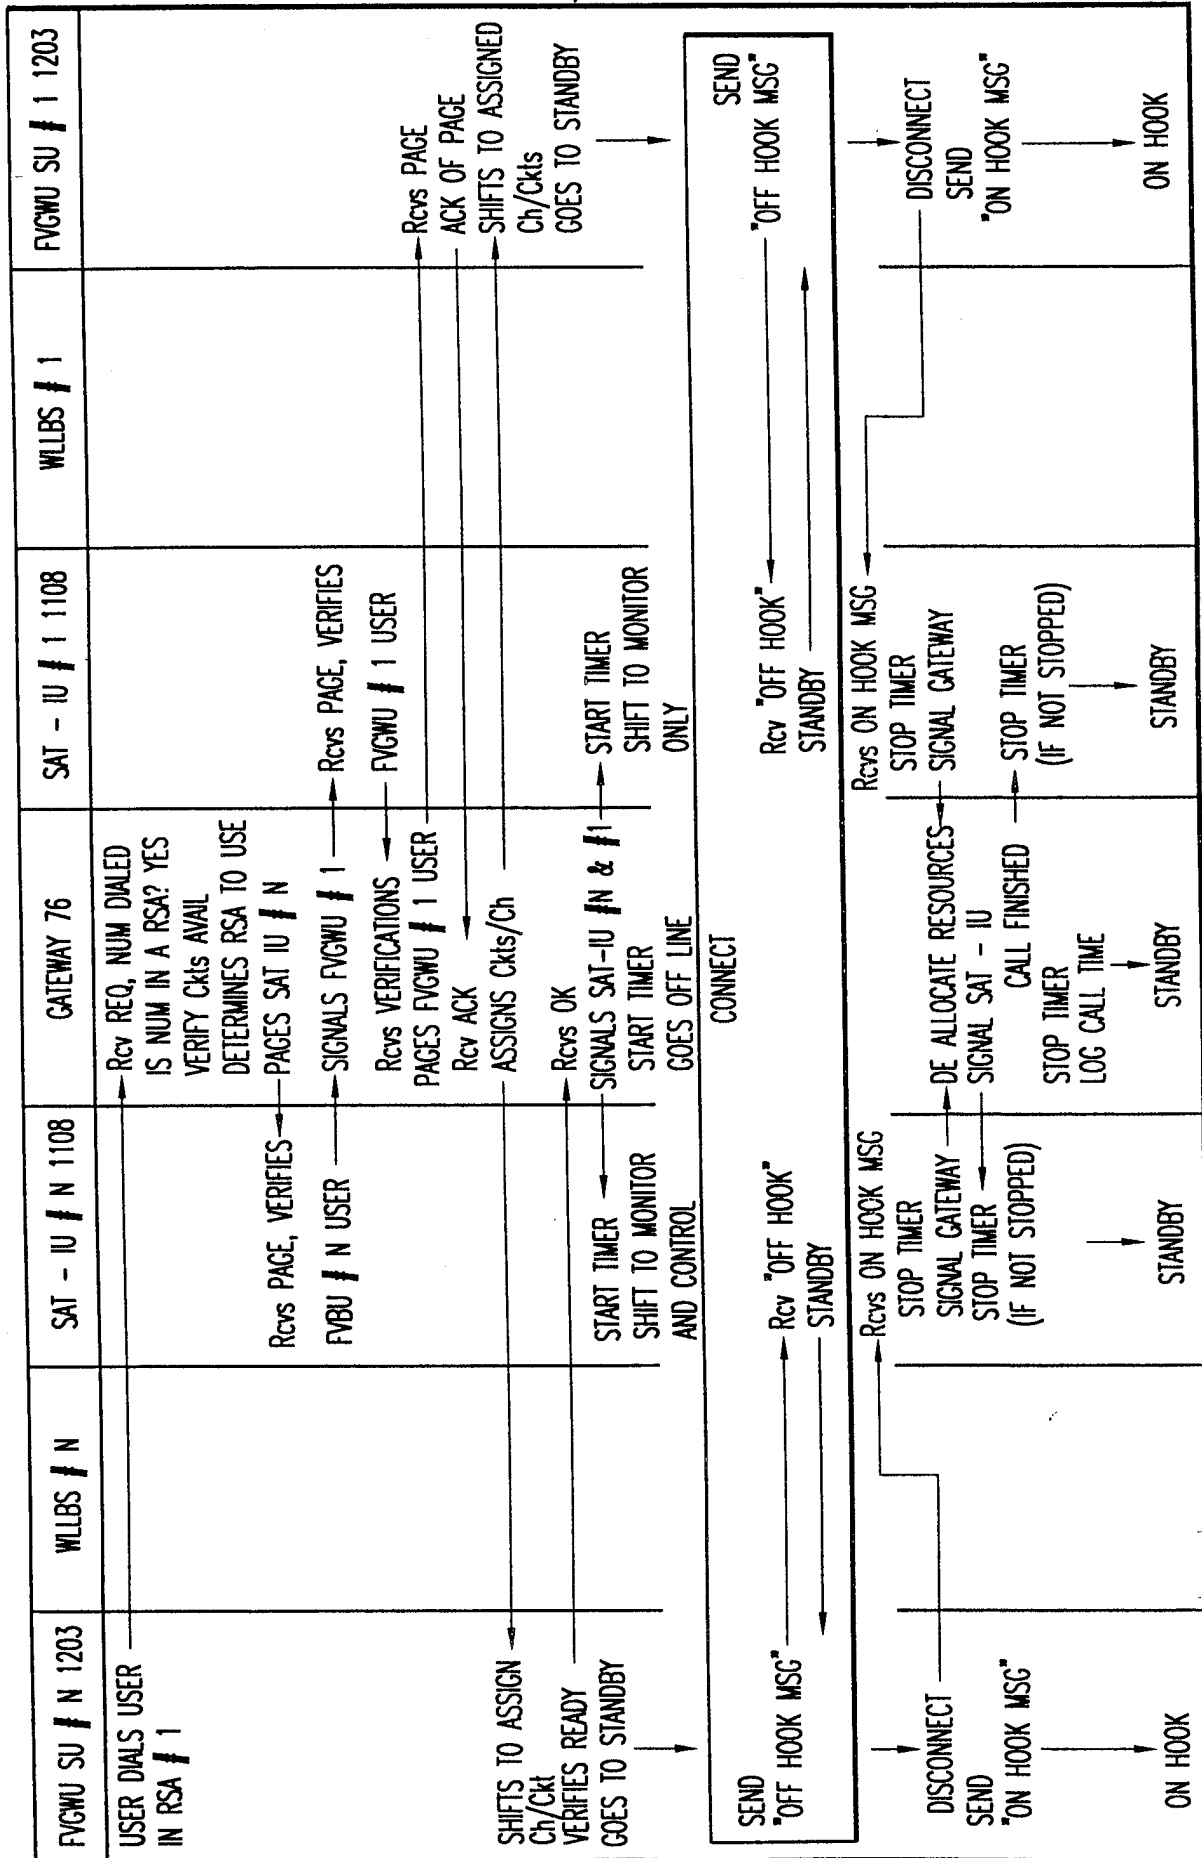 FVGWU SU # N 1203
WLLBS # N
SAT - IU # N 1108
GATEWAY 76
SAT - IU # 1 1108
WLLBS # 1
FVGWU SU # 1 1203
USER DIALS USER
IN RSA # 1
Rcv REQ, NUM DIALED
IS NUM IN A RSA? YES
VERIFY Ckts AVAIL
DETERMINES RSA TO USE
PAGES SAT IU # N
Rcvs PAGE, VERIFIES
FVBU # N USER
SIGNALS FVGWU # 1
Rcvs PAGE, VERIFIES
FVGWU # 1 USER
Rcvs VERIFICATIONS
PAGES FVGWU # 1 USER
Rcvs PAGE
ACK OF PAGE
Rcv ACK
ASSIGNS Ckts/Ch
SHIFTS TO ASSIGNED
Ch/Ckts
GOES TO STANDBY
SHIFTS TO ASSIGN
Ch/Ckt
VERIFIES READY
GOES TO STANDBY
Rcvs OK
SIGNALS SAT-IU #N & #1
START TIMER
GOES OFF LINE
START TIMER
SHIFT TO MONITOR
AND CONTROL
START TIMER
SHIFT TO MONITOR
ONLY
CONNECT
SEND
"OFF HOOK MSG"
Rcv "OFF HOOK"
STANDBY
Rcv "OFF HOOK"
STANDBY
SEND
"OFF HOOK MSG"
DISCONNECT
SEND
"ON HOOK MSG"
ON HOOK
Rcvs ON HOOK MSG
STOP TIMER
SIGNAL GATEWAY
STOP TIMER
(IF NOT STOPPED)
STANDBY
DE ALLOCATE RESOURCES
SIGNAL SAT - IU
CALL FINISHED
STOP TIMER
LOG CALL TIME
STANDBY
Rcvs ON HOOK MSG
STOP TIMER
SIGNAL GATEWAY
STOP TIMER
(IF NOT STOPPED)
STANDBY
DISCONNECT
SEND
"ON HOOK MSG"
ON HOOK